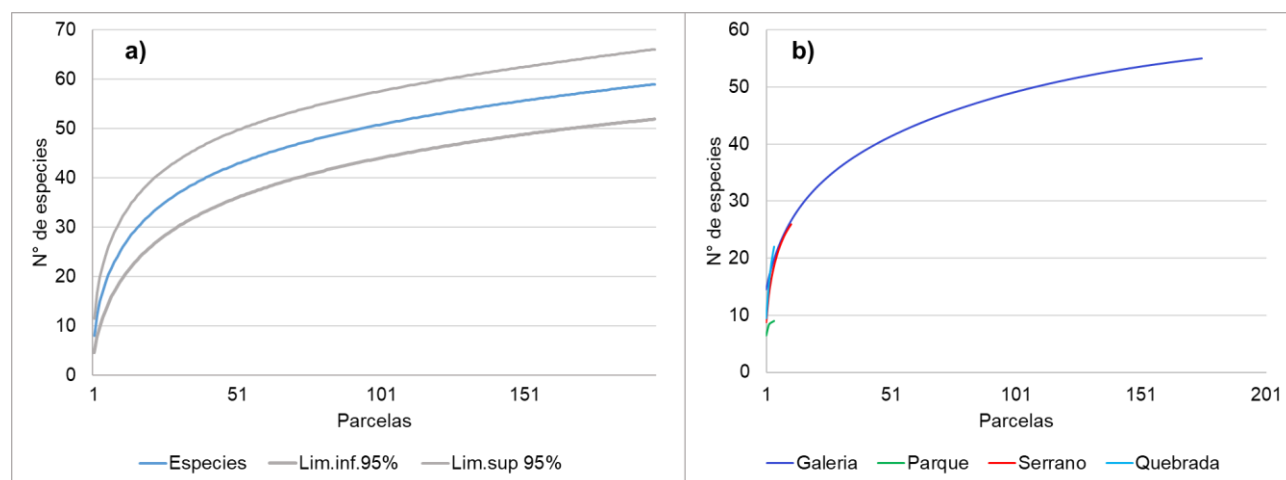 a)
N° de especies
70
60
50
40
30
20
10
0
1 51 101 151
Parcelas
Especies Lim.inf.95% Lim.sup 95%
b)
N° de especies
60
50
40
30
20
10
0
1 51 101 151 201
Parcelas
Galeria Parque Serrano Quebrada